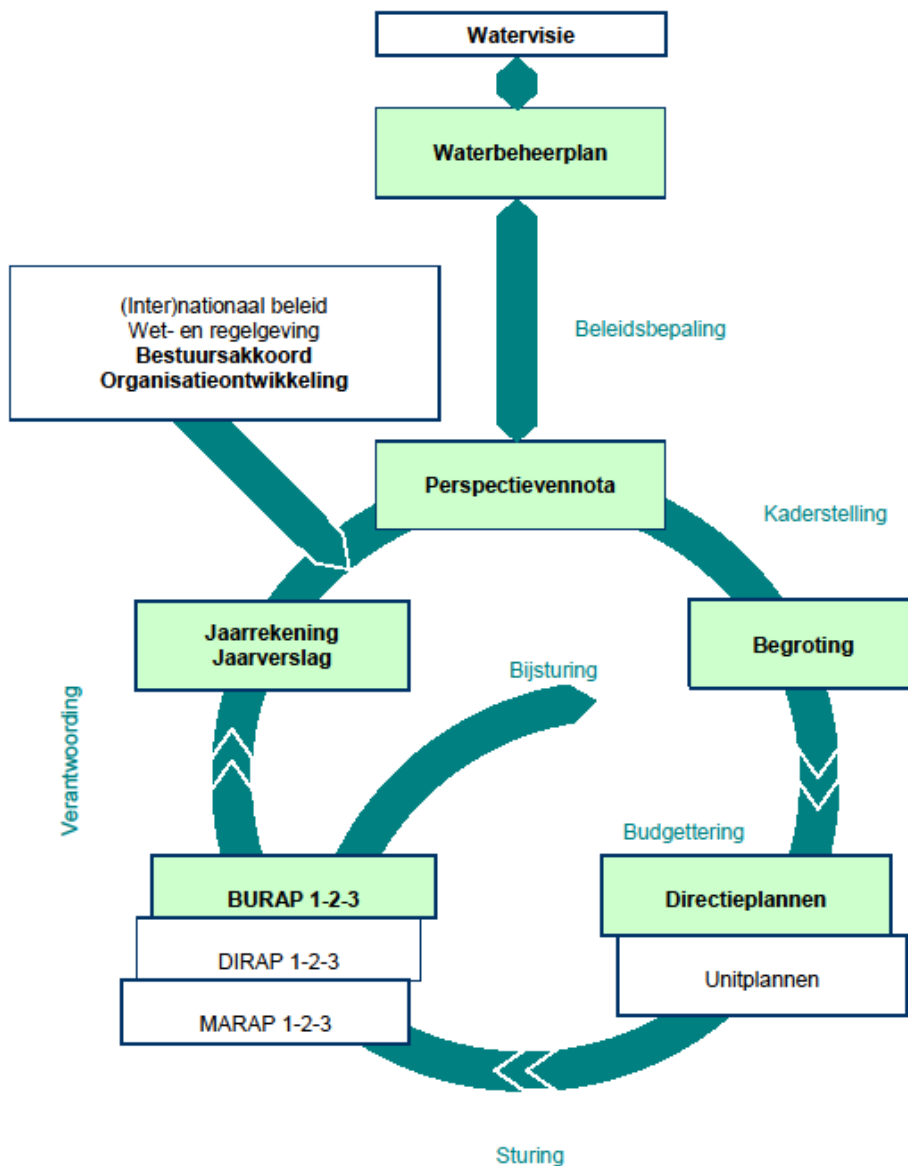 Watervisie
Waterbeheerplan
(Inter)nationaal beleid
Wet- en regelgeving
Bestuursakkoord
Organisatieontwikkeling
Beleidsbepaling
Perspectievennota
Kaderstelling
Jaarrekening
Jaarverslag
Begroting
Bijsturing
Verantwoording
Budgettering
BURAP 1-2-3
DIRAP 1-2-3
MARAP 1-2-3
Directieplannen
Unitplannen
Sturing